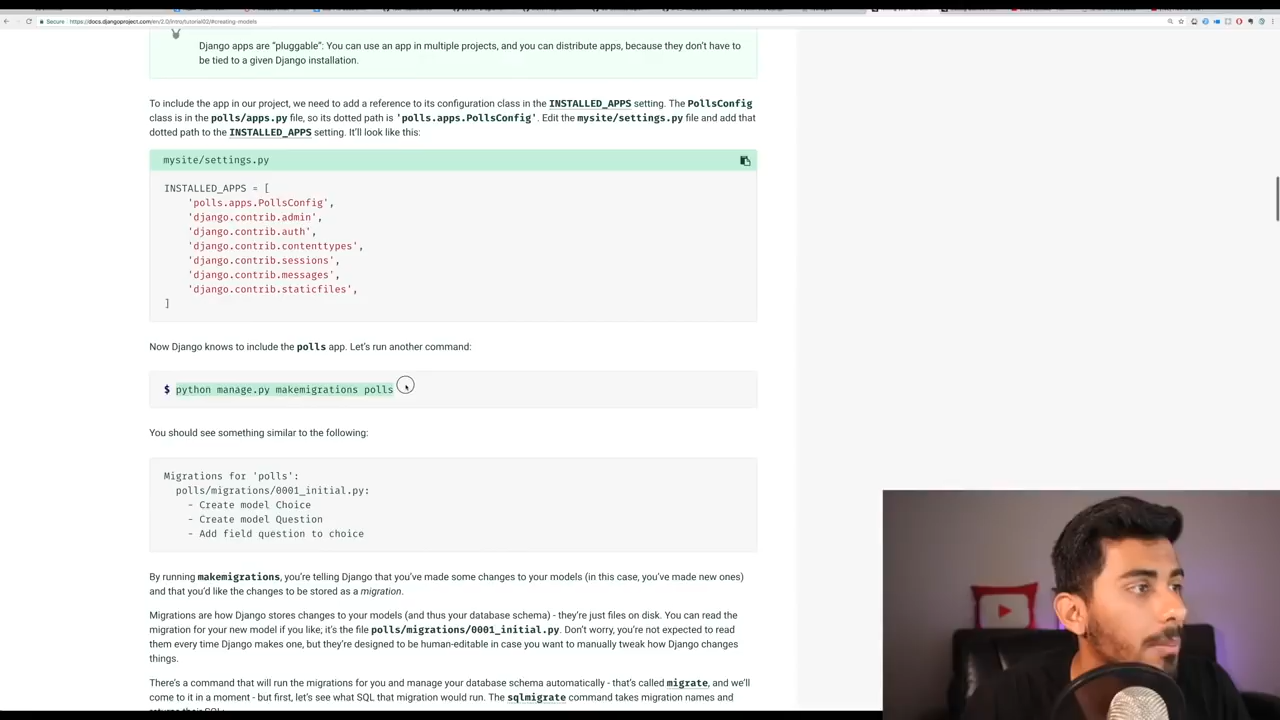 Secure
https://docs.djangoproject.com/en/2.0/intro/tutorial02/#creating-models
Django apps are “pluggable”: You can use an app in multiple projects, and you can distribute apps, because they don’t have to
be tied to a given Django installation.
To include the app in our project, we need to add a reference to its configuration class in the INSTALLED_APPS setting. The PollsConfig
class is in the polls/apps.py file, so its dotted path is 'polls.apps.PollsConfig'. Edit the mysite/settings.py file and add that
dotted path to the INSTALLED_APPS setting. It’ll look like this:
mysite/settings.py
INSTALLED_APPS = [
'polls.apps.PollsConfig',
'django.contrib.admin',
'django.contrib.auth',
'django.contrib.contenttypes',
'django.contrib.sessions',
'django.contrib.messages',
'django.contrib.staticfiles',
]
Now Django knows to include the polls app. Let’s run another command:
$ python manage.py makemigrations polls
You should see something similar to the following:
Migrations for 'polls':
polls/migrations/0001_initial.py:
- Create model Choice
- Create model Question
- Add field question to choice
By running makemigrations, you’re telling Django that you’ve made some changes to your models (in this case, you’ve made new ones)
and that you’d like the changes to be stored as a migration.
Migrations are how Django stores changes to your models (and thus your database schema) - they’re just files on disk. You can read the
migration for your new model if you like; it’s the file polls/migrations/0001_initial.py. Don’t worry, you’re not expected to read
them every time Django makes one, but they’re designed to be human-editable in case you want to manually tweak how Django changes
things.
There’s a command that will run the migrations for you and manage your database schema automatically - that’s called migrate, and we’ll
come to it in a moment - but first, let’s see what SQL that migration would run. The sqlmigrate command takes migration names and
returns their SQL: